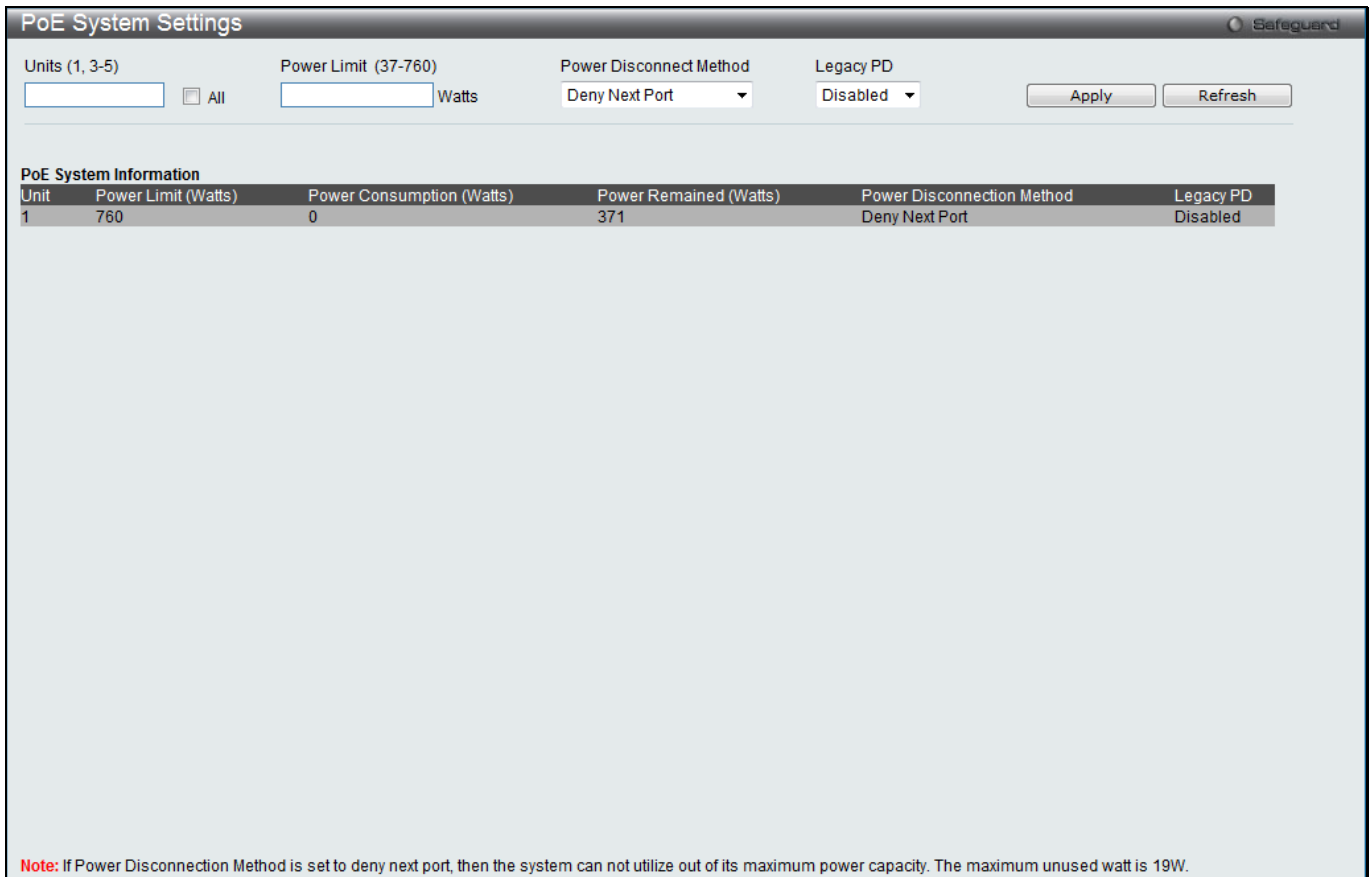 PoE System Settings
Safeguard
Units (1, 3-5) Power Limit (37-760) Power Disconnect Method Legacy PD
All Watts Deny Next Port Disabled Apply Refresh
PoE System Information
Unit Power Limit (Watts) Power Consumption (Watts) Power Remained (Watts) Power Disconnection Method Legacy PD
1 760 0 371 Deny Next Port Disabled
Note: If Power Disconnection Method is set to deny next port, then the system can not utilize out of its maximum power capacity. The maximum unused watt is 19W.